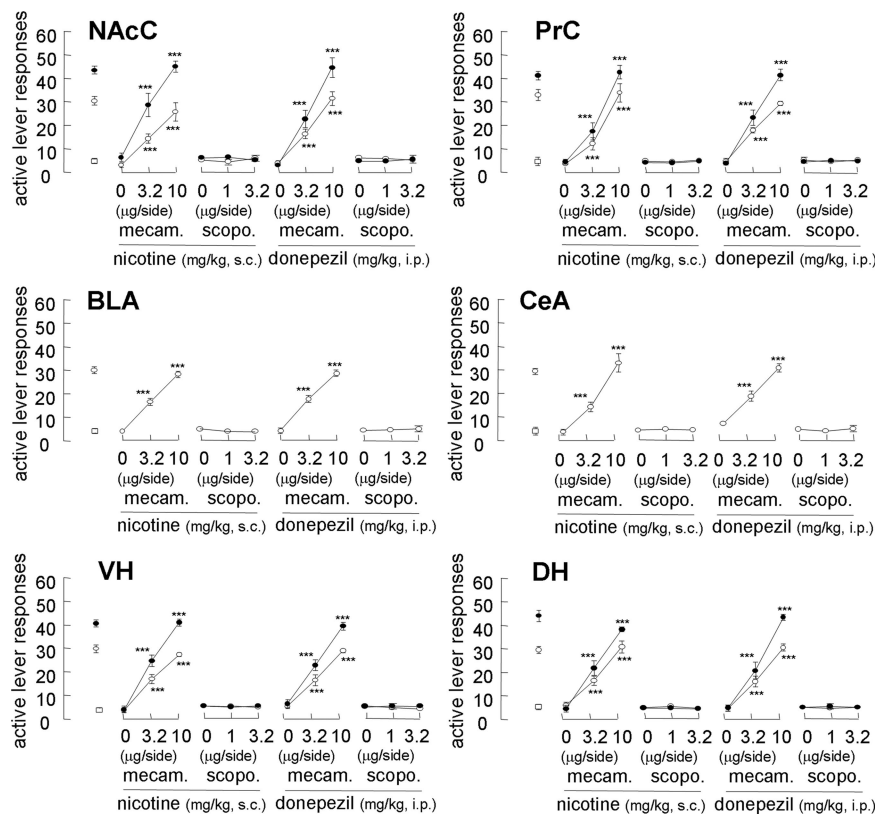 NAcC
active lever responses
60
50
40
30
20
10
0
*** *** *** *** *** *** *** ***
0 3.2 10 0 1 3.2 0 3.2 10 0 1 3.2
(μg/side) (μg/side) (μg/side) (μg/side)
mecam. scopo. mecam. scopo.
nicotine (mg/kg, s.c.) donepezil (mg/kg, i.p.)
PrC
active lever responses
60
50
40
30
20
10
0
*** *** *** *** *** *** *** ***
0 3.2 10 0 1 3.2 0 3.2 10 0 1 3.2
(μg/side) (μg/side) (μg/side) (μg/side)
mecam. scopo. mecam. scopo.
nicotine (mg/kg, s.c.) donepezil (mg/kg, i.p.)
BLA
active lever responses
60
50
40
30
20
10
0
*** *** *** ***
0 3.2 10 0 1 3.2 0 3.2 10 0 1 3.2
(μg/side) (μg/side) (μg/side) (μg/side)
mecam. scopo. mecam. scopo.
nicotine (mg/kg, s.c.) donepezil (mg/kg, i.p.)
CeA
active lever responses
60
50
40
30
20
10
0
*** *** *** ***
0 3.2 10 0 1 3.2 0 3.2 10 0 1 3.2
(μg/side) (μg/side) (μg/side) (μg/side)
mecam. scopo. mecam. scopo.
nicotine (mg/kg, s.c.) donepezil (mg/kg, i.p.)
VH
active lever responses
60
50
40
30
20
10
0
*** *** *** *** *** *** *** ***
0 3.2 10 0 1 3.2 0 3.2 10 0 1 3.2
(μg/side) (μg/side) (μg/side) (μg/side)
mecam. scopo. mecam. scopo.
nicotine (mg/kg, s.c.) donepezil (mg/kg, i.p.)
DH
active lever responses
60
50
40
30
20
10
0
*** *** *** *** *** *** *** ***
0 3.2 10 0 1 3.2 0 3.2 10 0 1 3.2
(μg/side) (μg/side) (μg/side) (μg/side)
mecam. scopo. mecam. scopo.
nicotine (mg/kg, s.c.) donepezil (mg/kg, i.p.)